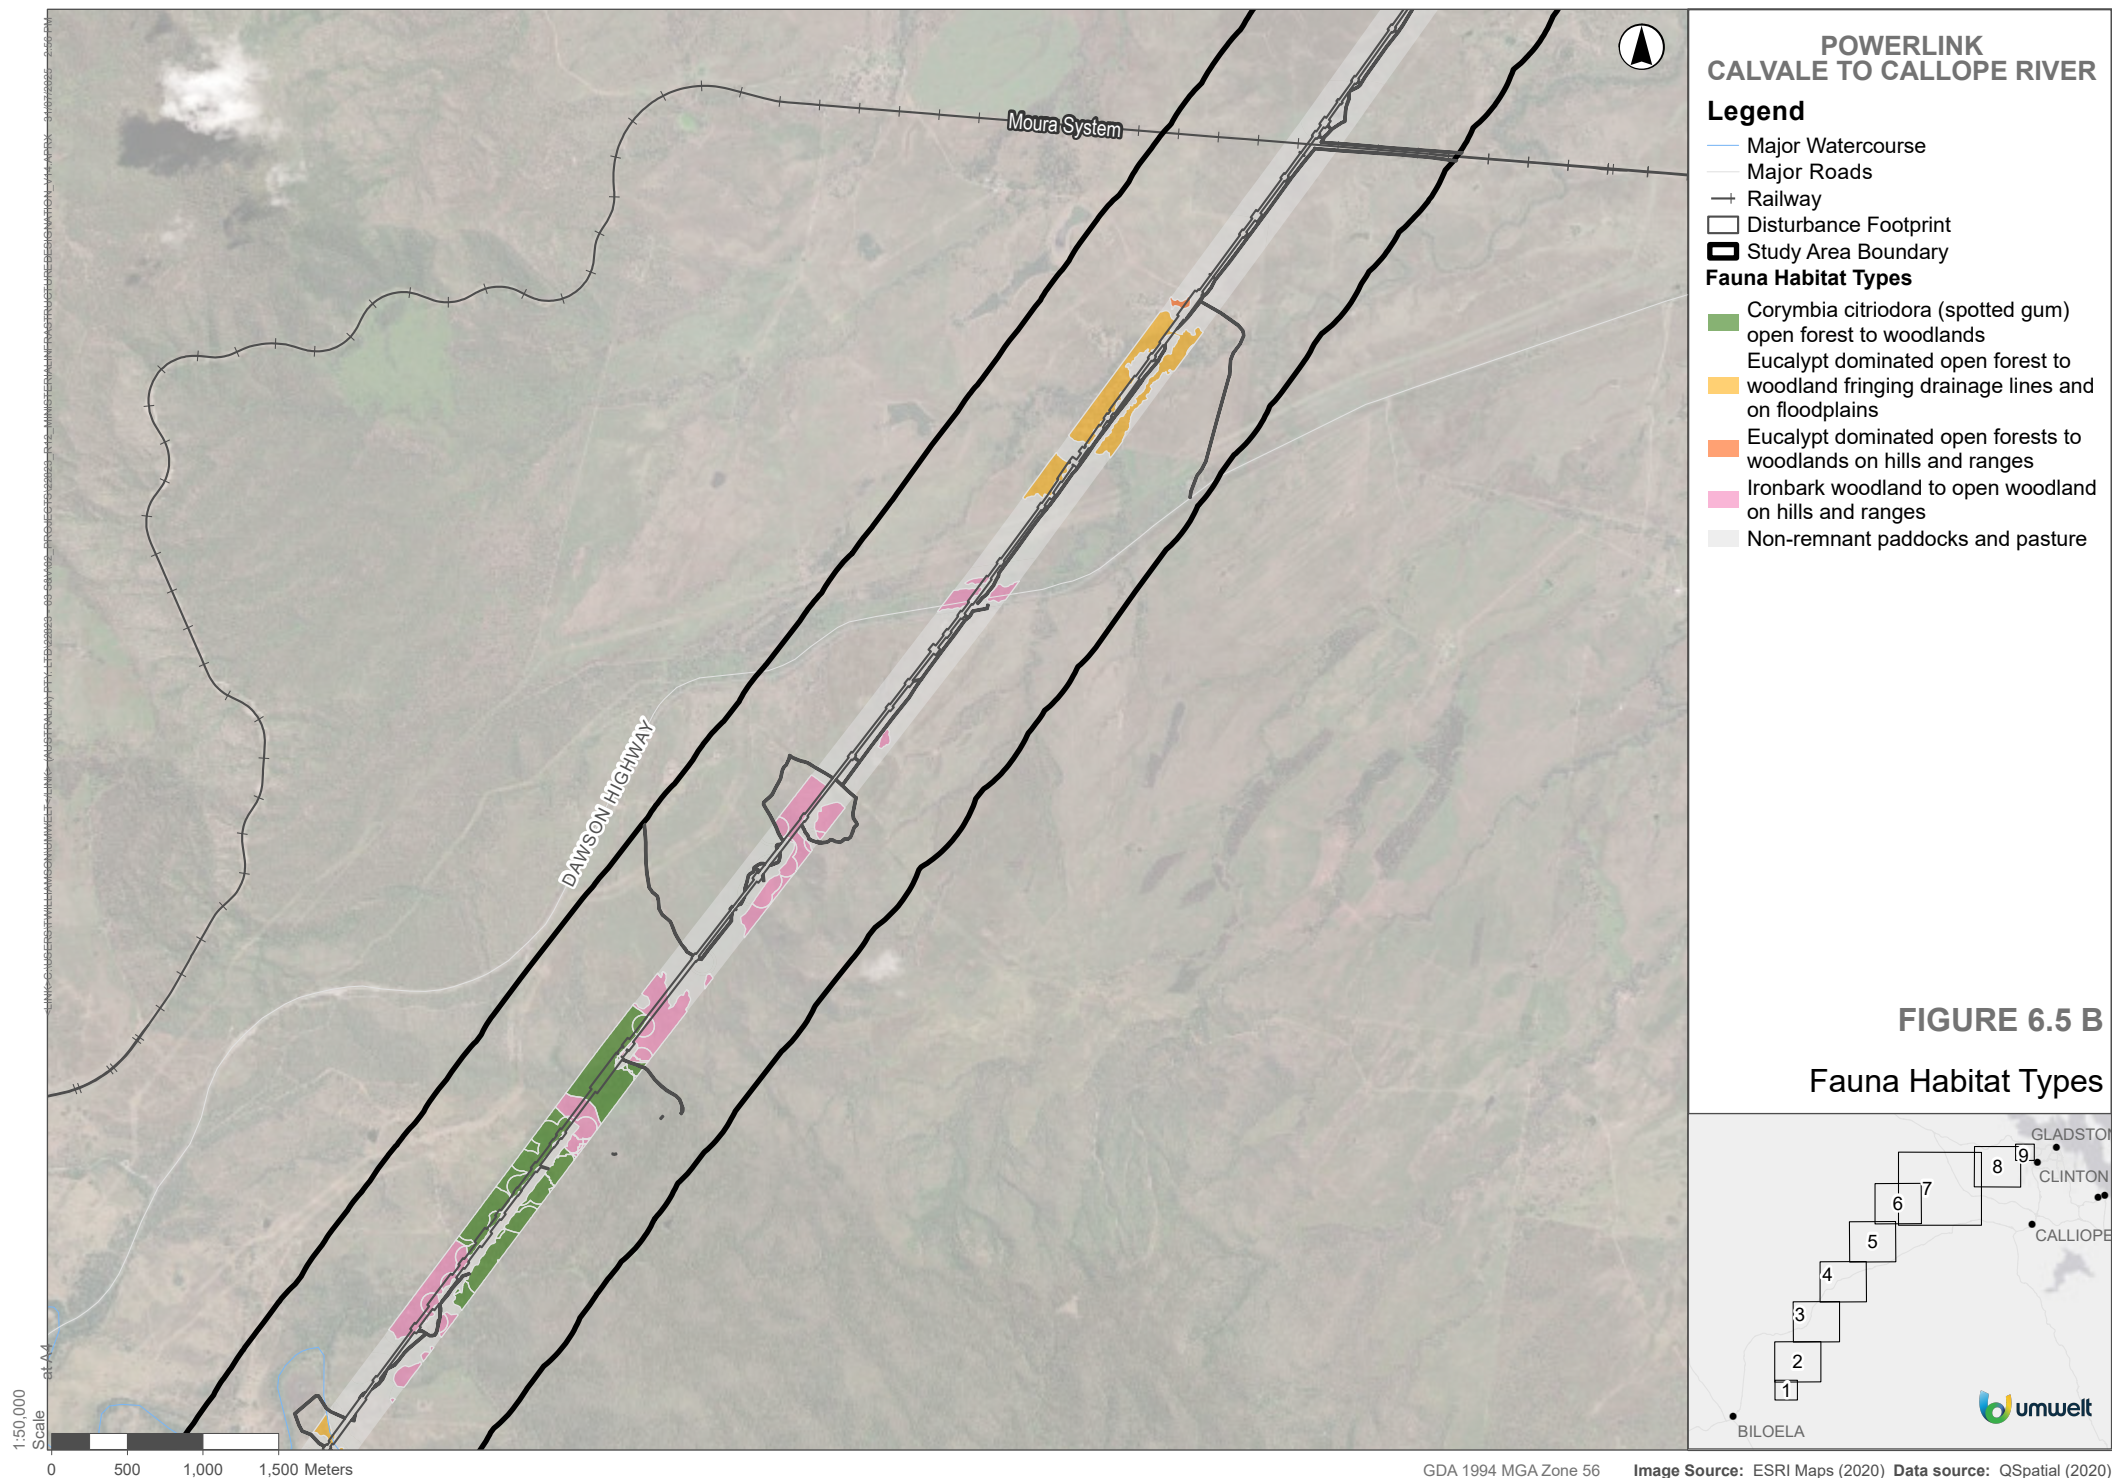 POWERLINK
CALVALE TO CALLOPE RIVER
Legend
Major Watercourse
Major Roads
Railway
Disturbance Footprint
Study Area Boundary
Fauna Habitat Types
Corymbia citriodora (spotted gum)
open forest to woodlands
Eucalypt dominated open forest to
woodland fringing drainage lines and
on floodplains
Eucalypt dominated open forests to
woodlands on hills and ranges
Ironbark woodland to open woodland
on hills and ranges
Non-remnant paddocks and pasture
Moura System
DAWSON HIGHWAY
FIGURE 6.5 B
Fauna Habitat Types
GLADSTON
CLINTON
CALLIOPE
BILOELA
9
8
7
6
5
4
3
2
1
umwelt
1:50,000
Scale
at A4
0 500 1,000 1,500 Meters
GDA 1994 MGA Zone 56 Image Source: ESRI Maps (2020) Data source: QSpatial (2020)